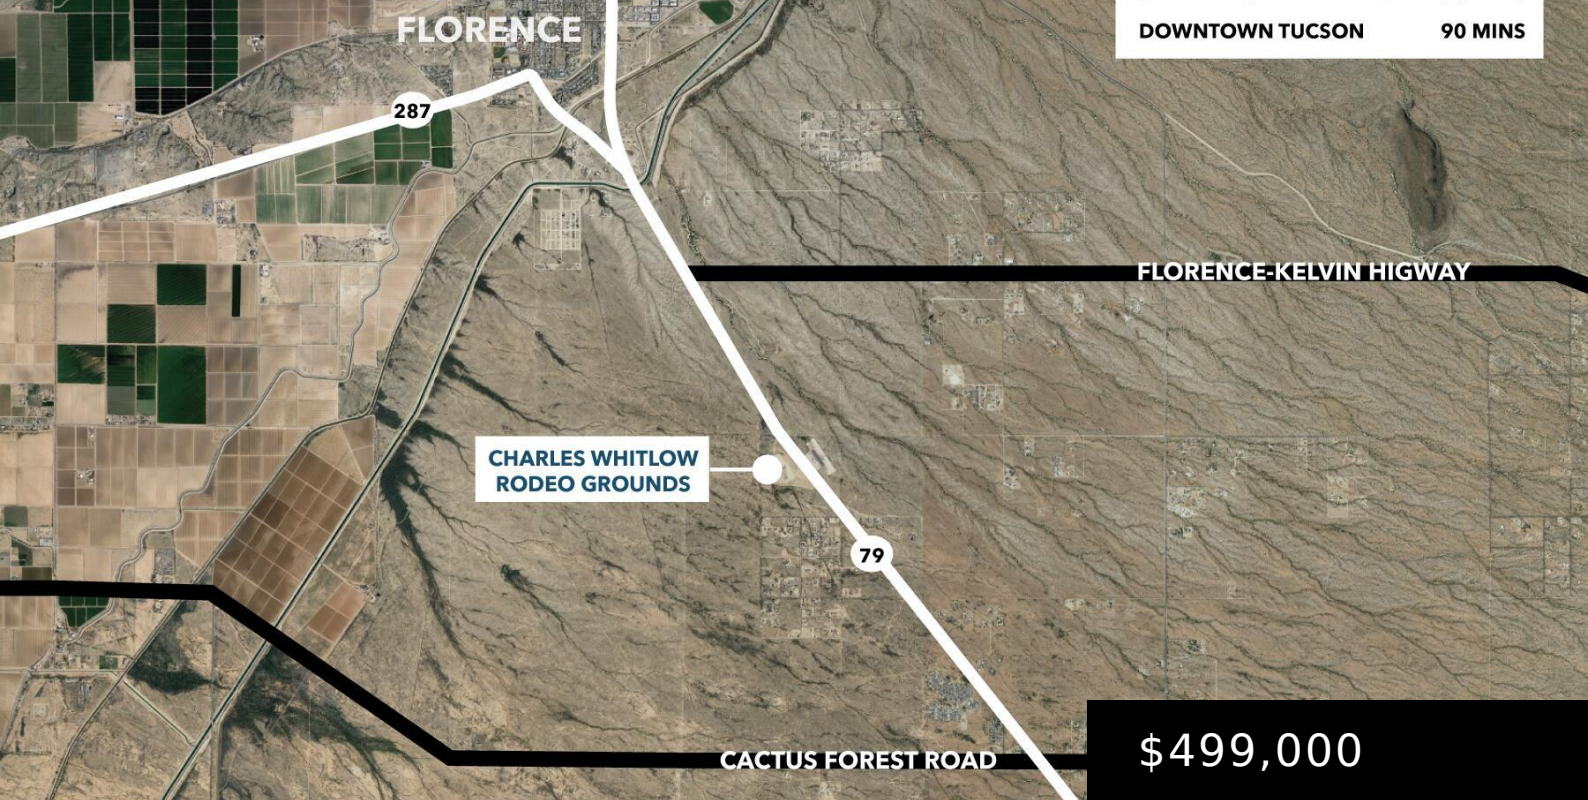 FLORENCE
DOWNTOWN TUCSON 90 MINS
287
FLORENCE-KELVIN HIGWAY
CHARLES WHITLOW
RODEO GROUNDS
79
CACTUS FOREST ROAD
$499,000